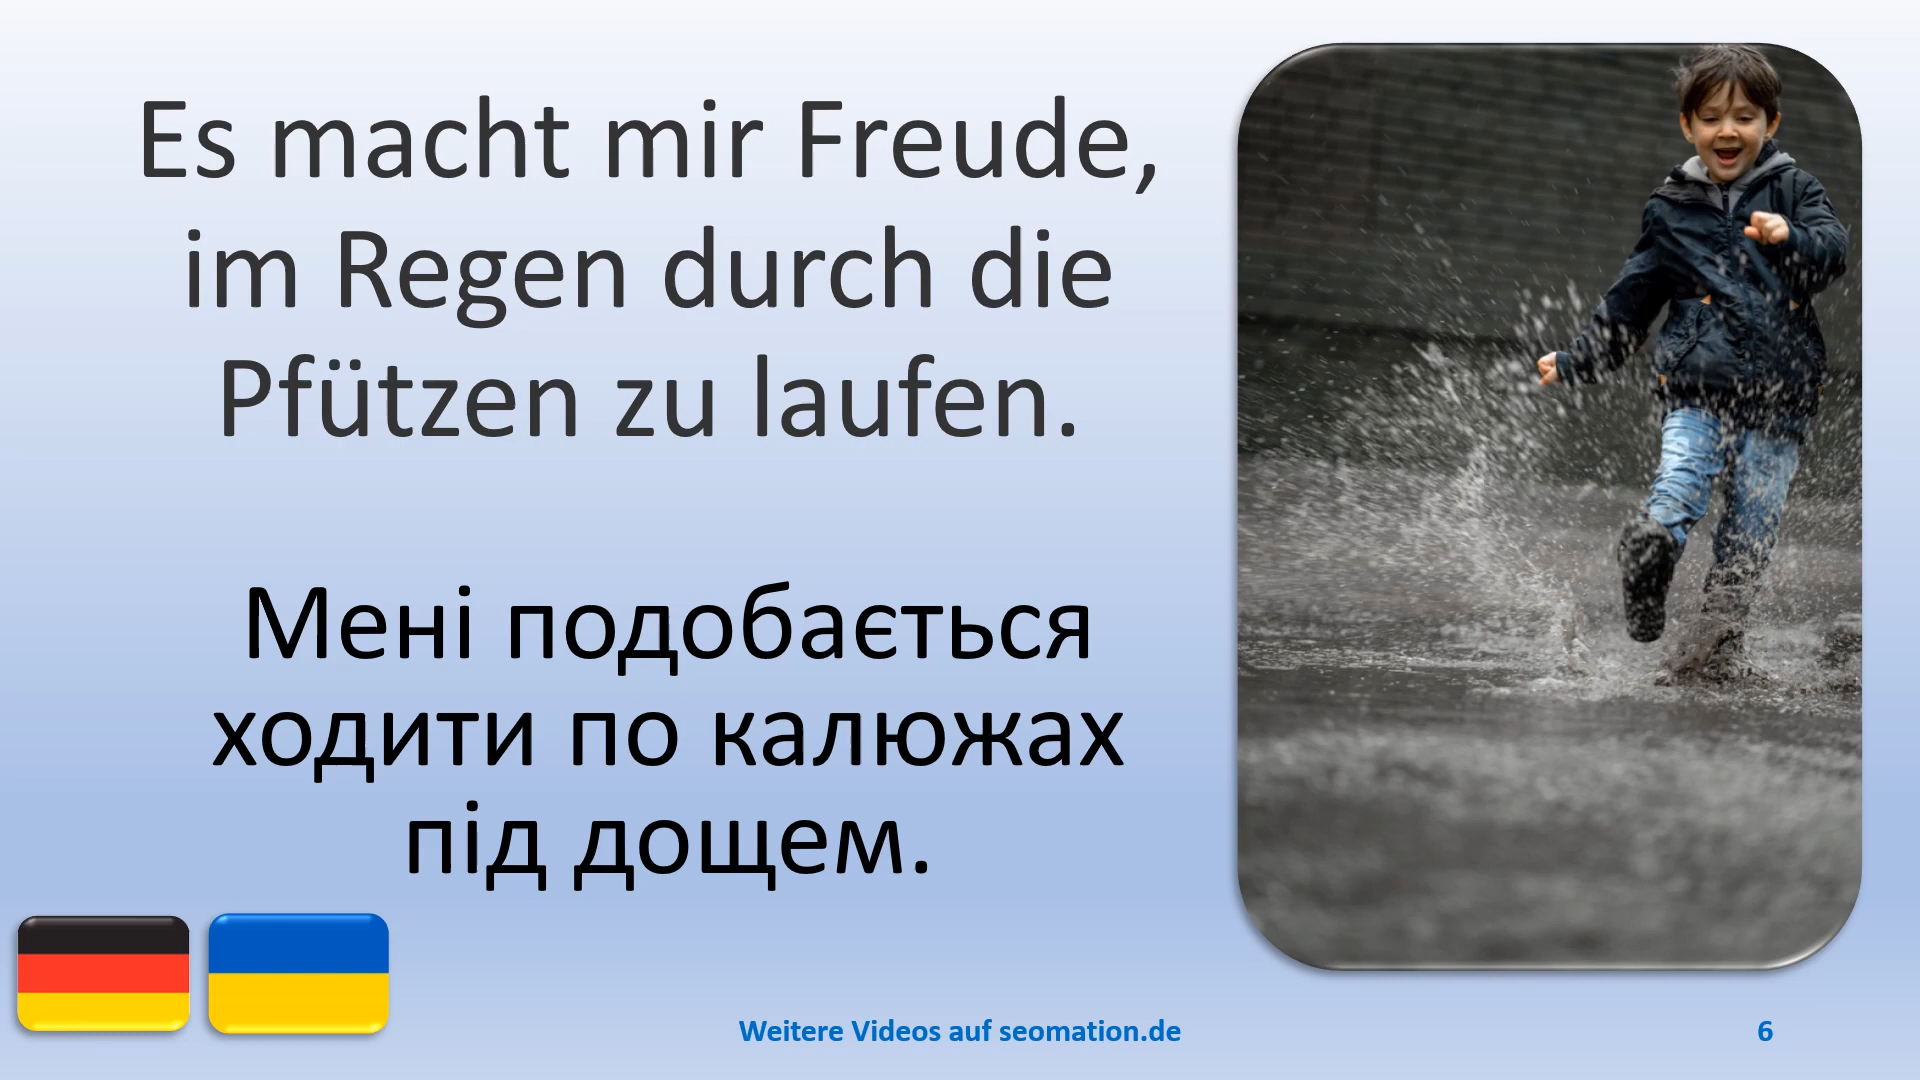 Es macht mir Freude,
im Regen durch die
Pfützen zu laufen.
Мені подобається
ходити по калюжах
під дощем.
Weitere Videos auf seomation.de
6